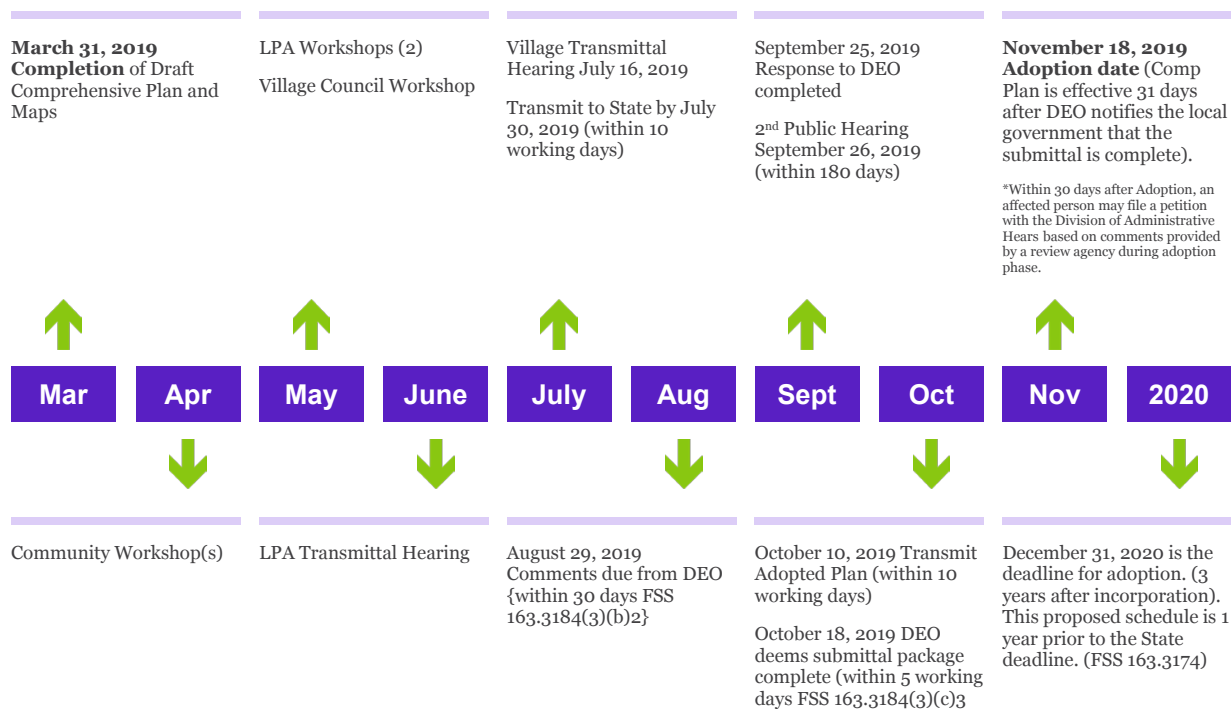 March 31, 2019
Completion of Draft
Comprehensive Plan and
Maps
LPA Workshops (2)
Village Council Workshop
Village Transmittal
Hearing July 16, 2019
Transmit to State by July
30, 2019 (within 10
working days)
September 25, 2019
Response to DEO
completed
2nd Public Hearing
September 26, 2019
(within 180 days)
November 18, 2019
Adoption date (Comp
Plan is effective 31 days
after DEO notifies the local
government that the
submittal is complete).
*Within 30 days after Adoption, an
affected person may file a petition
with the Division of Administrative
Hears based on comments provided
by a review agency during adoption
phase.
Mar
Apr
May
June
July
Aug
Sept
Oct
Nov
2020
Community Workshop(s)
LPA Transmittal Hearing
August 29, 2019
Comments due from DEO
{within 30 days FSS
163.3184(3)(b)2}
October 10, 2019 Transmit
Adopted Plan (within 10
working days)
October 18, 2019 DEO
deems submittal package
complete (within 5 working
days FSS 163.3184(3)(c)3
December 31, 2020 is the
deadline for adoption. (3
years after incorporation).
This proposed schedule is 1
year prior to the State
deadline. (FSS 163.3174)